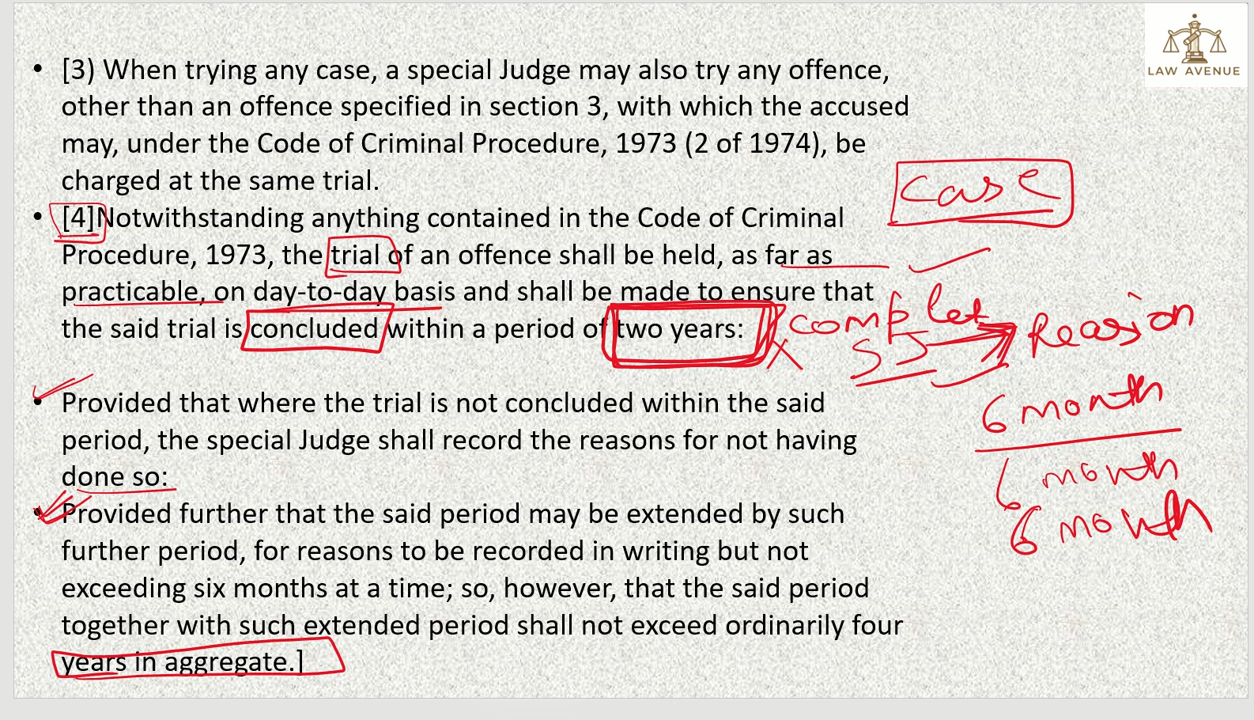 LAW AVENUE
• [3) When trying any case, a special Judge may also try any offence,
other than an offence specified in section 3, with which the accused
may, under the Code of Criminal Procedure, 1973 (2 of 1974), be
charged at the same trial.
case
• [4]Notwithstanding anything contained in the Code of Criminal
Procedure, 1973, the trial of an offence shall be held, as far as
practicable, on day-to-day basis and shall be made to ensure that
the said trial is concluded within a period of two years:
complet
SJ
Reasion
6 month
6 month
6 month
• Provided that where the trial is not concluded within the said
period, the special Judge shall record the reasons for not having
done so:
• Provided further that the said period may be extended by such
further period, for reasons to be recorded in writing but not
exceeding six months at a time; so, however, that the said period
together with such extended period shall not exceed ordinarily four
years in aggregate.]